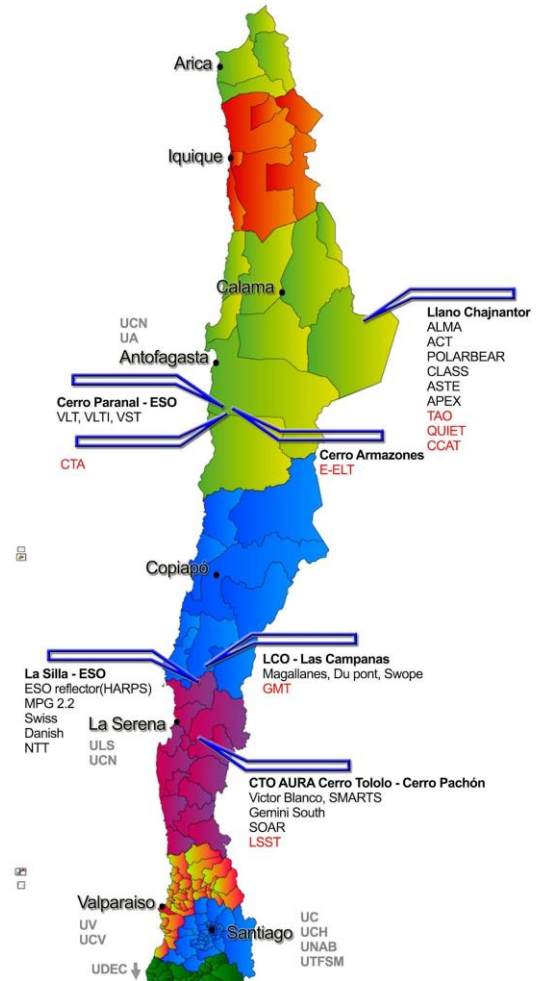 Arica
Iquique
Calama
UCN
UA
Antofagasta
Llano Chajnantor
ALMA
ACT
POLARBEAR
CLASS
ASTE
APEX
TAO
QUIET
CCAT
Cerro Paranal - ESO
VLT, VLTI, VST
CTA
Cerro Armazones
E-ELT
Copiapó
La Silla - ESO
ESO reflector(HARPS)
MPG 2.2
Swiss
Danish
NTT
LCO - Las Campanas
Magallanes, Du pont, Swope
GMT
La Serena
ULS
UCN
CTO AURA Cerro Tololo - Cerro Pachón
Victor Blanco, SMARTS
Gemini South
SOAR
LSST
Valparaiso
UV
UCV
Santiago
UC
UCH
UNAB
UTFSM
UDEC